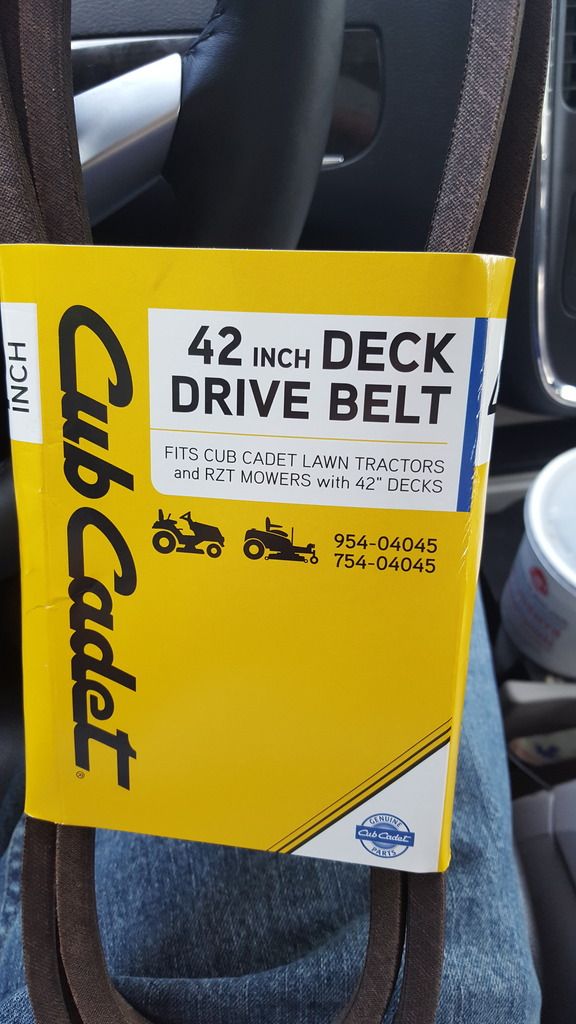 42 INCH DECK
DRIVE BELT
FITS CUB CADET LAWN TRACTORS
and RZT MOWERS with 42" DECKS
954-04045
754-04045
Cub Cadet®
INCH
GENUINE
Cub Cadet
PARTS